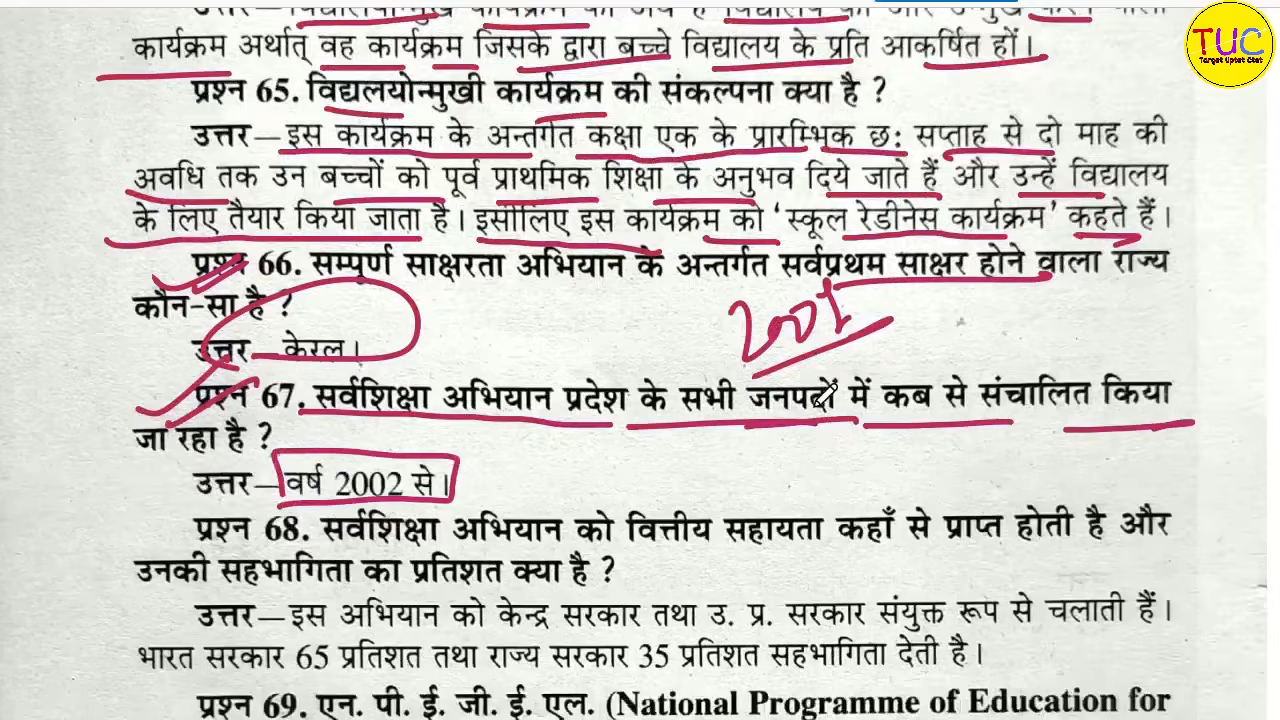 कार्यक्रम अर्थात् वह कार्यक्रम जिसके द्वारा बच्चे विद्यालय के प्रति आकर्षित हों।
TUC
Target Uptet Ctet
प्रश्न 65. विद्यलयोन्मुखी कार्यक्रम की संकल्पना क्या है ?
उत्तर—इस कार्यक्रम के अन्तर्गत कक्षा एक के प्रारम्भिक छः सप्ताह से दो माह की
अवधि तक उन बच्चों को पूर्व प्राथमिक शिक्षा के अनुभव दिये जाते हैं और उन्हें विद्यालय
के लिए तैयार किया जाता है। इसीलिए इस कार्यक्रम को ‘स्कूल रेडीनेस कार्यक्रम’ कहते हैं।
प्रश्न 66. सम्पूर्ण साक्षरता अभियान के अन्तर्गत सर्वप्रथम साक्षर होने वाला राज्य
कौन-सा है ?
उत्तर—केरल।
2001
प्रश्न 67. सर्वशिक्षा अभियान प्रदेश के सभी जनपदों में कब से संचालित किया
जा रहा है ?
उत्तर—वर्ष 2002 से।
प्रश्न 68. सर्वशिक्षा अभियान को वित्तीय सहायता कहाँ से प्राप्त होती है और
उनकी सहभागिता का प्रतिशत क्या है ?
उत्तर—इस अभियान को केन्द्र सरकार तथा उ. प्र. सरकार संयुक्त रूप से चलाती हैं।
भारत सरकार 65 प्रतिशत तथा राज्य सरकार 35 प्रतिशत सहभागिता देती है।
प्रश्न 69. एन. पी. ई. जी. ई. एल. (National Programme of Education for